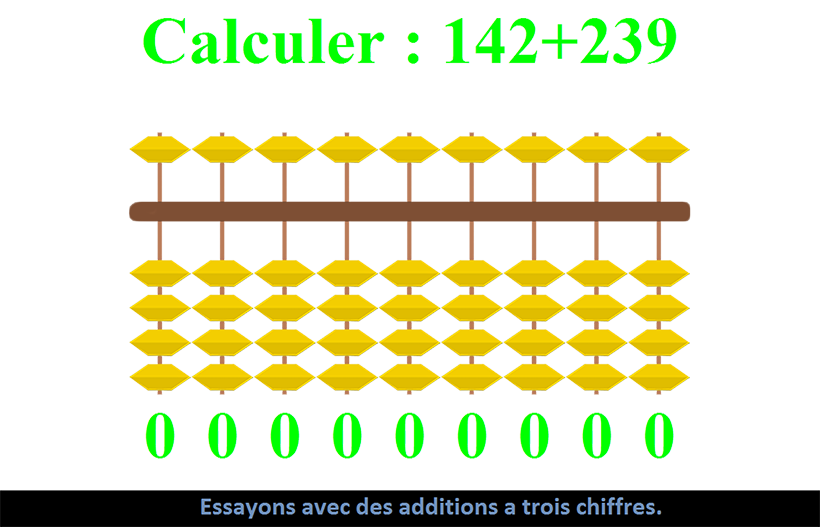 Calculer : 142+239
0 0 0 0 0 0 0 0 0
Essayons avec des additions a trois chiffres.